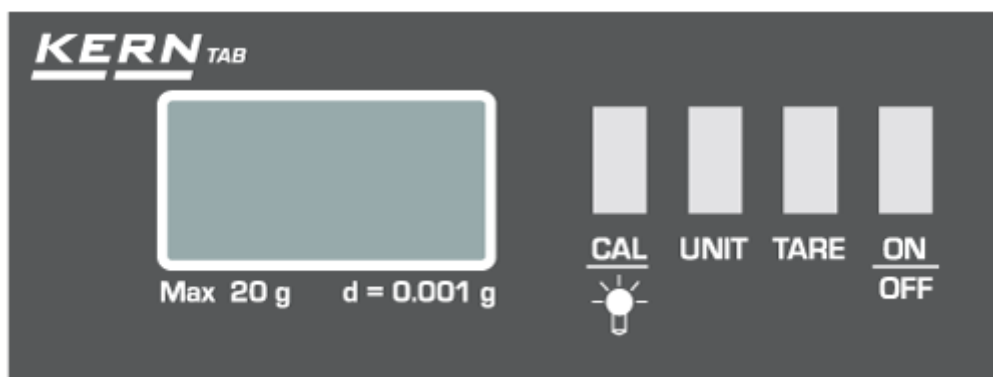 KERN TAB
Max 20 g d = 0.001 g
CAL UNIT TARE ON
OFF